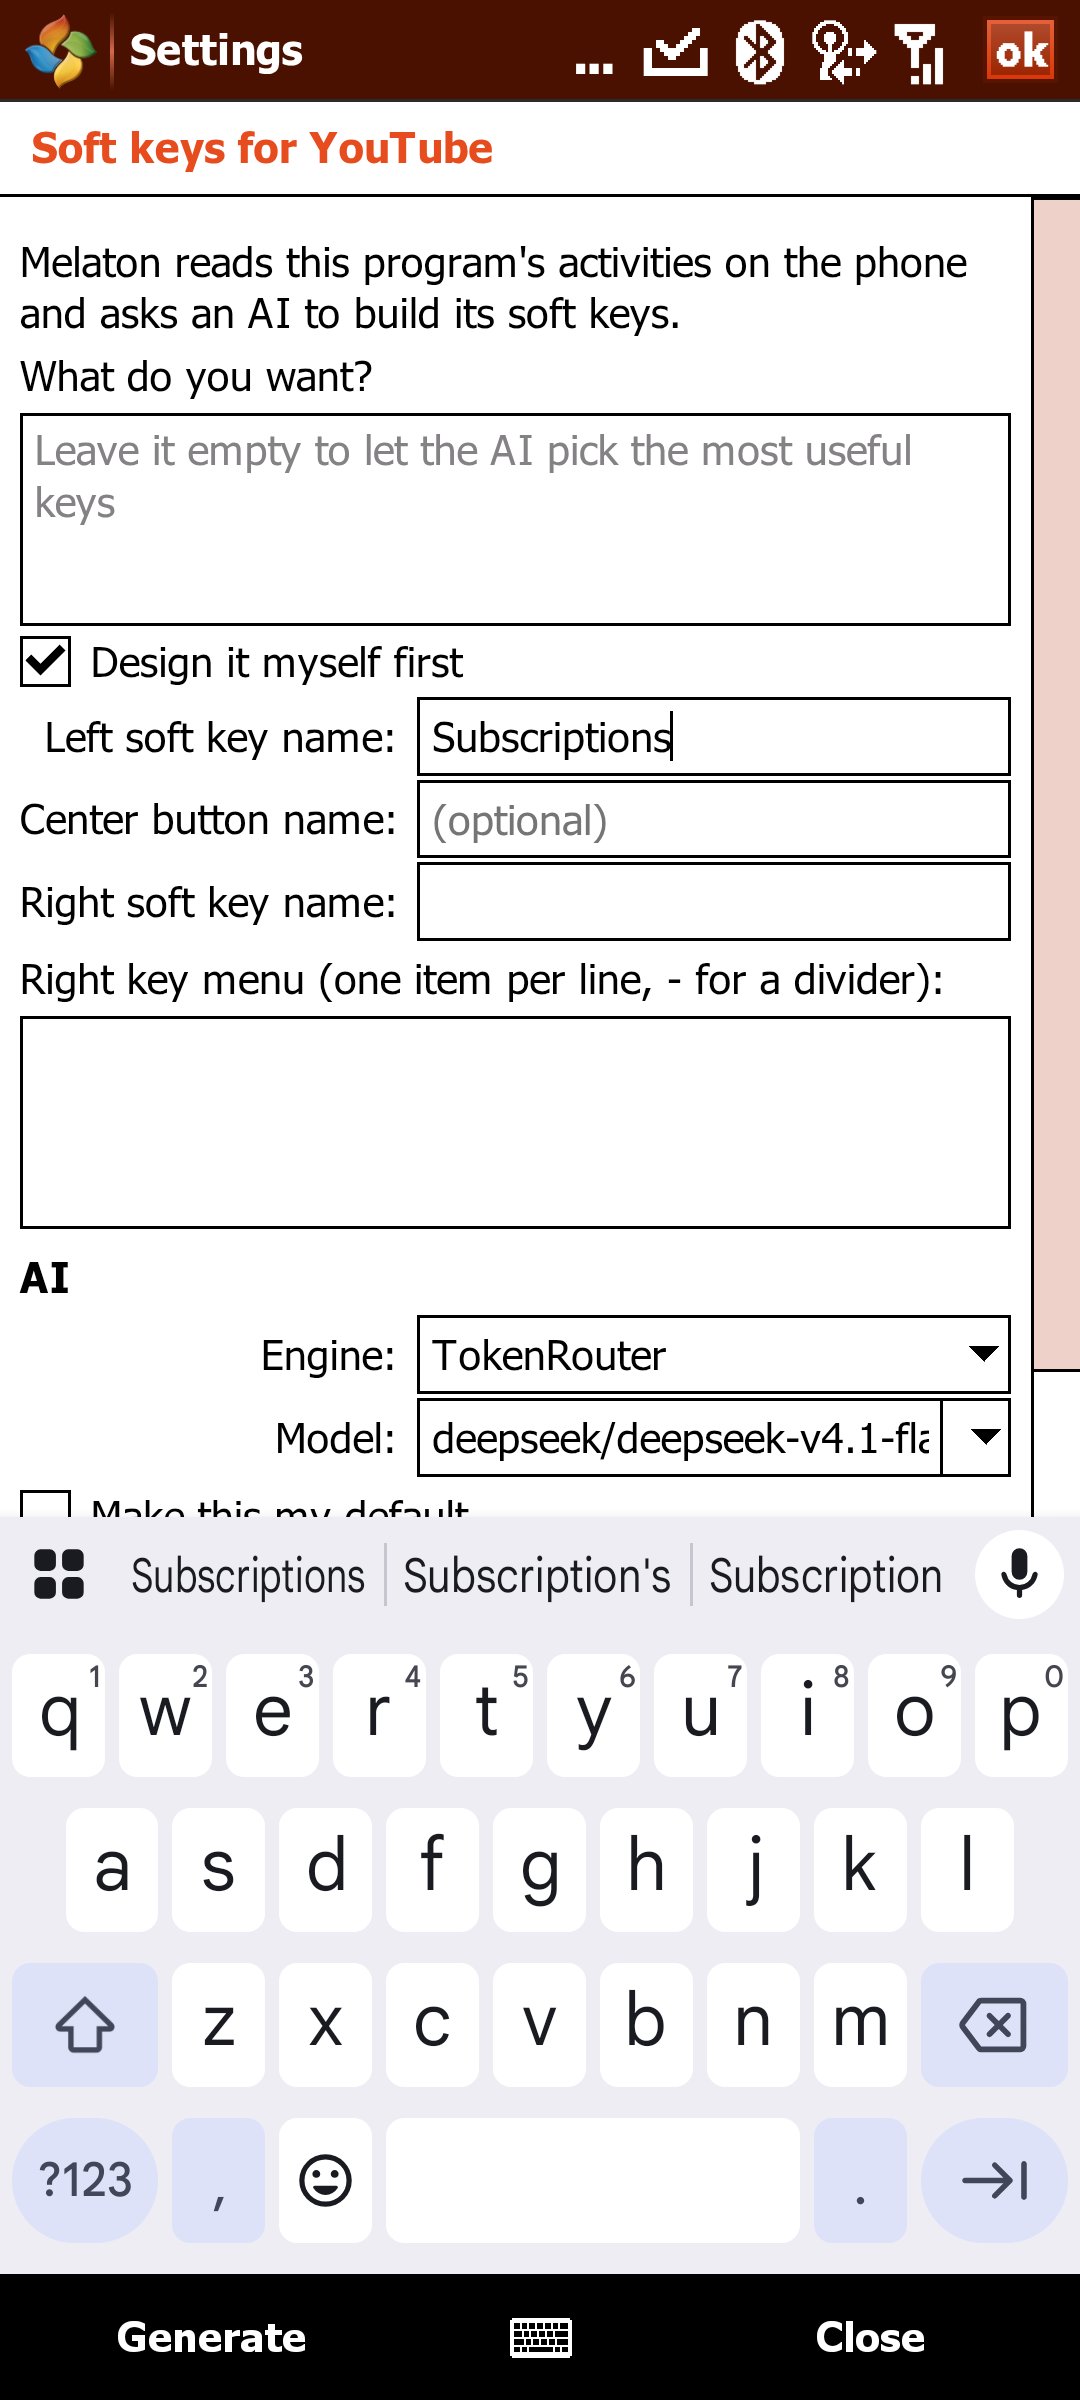 Settings
... ok
Soft keys for YouTube
Melaton reads this program's activities on the phone
and asks an AI to build its soft keys.
What do you want?
Leave it empty to let the AI pick the most useful
keys
Design it myself first
Left soft key name: Subscriptions
Center button name: (optional)
Right soft key name:
Right key menu (one item per line, - for a divider):
AI
Engine: TokenRouter
Model: deepseek/deepseek-v4.1-fla
Make this my default
Subscriptions Subscription's Subscription
q 1 w 2 e 3 r 4 t 5 y 6 u 7 i 8 o 9 p 0
a s d f g h j k l
z x c v b n m
?123 , .
Generate Close